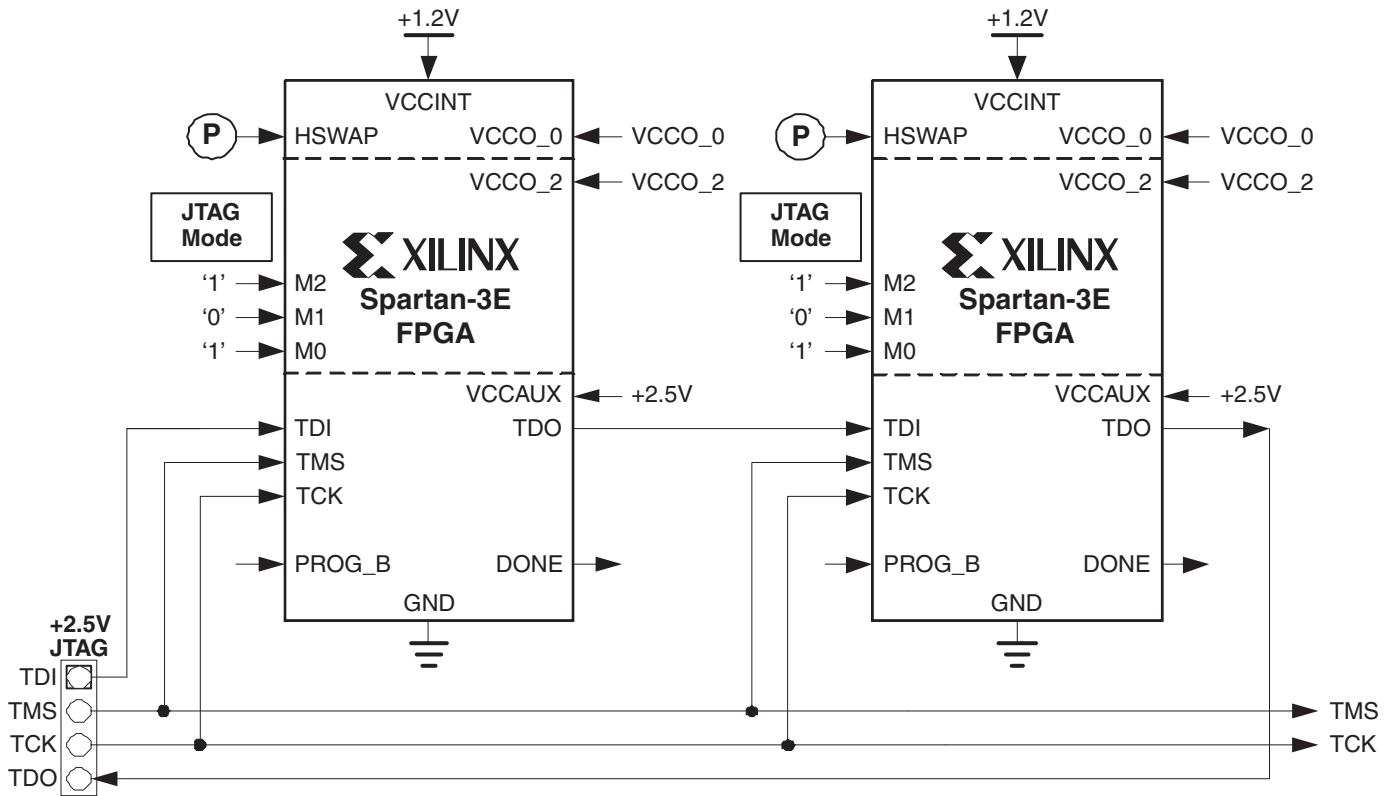 +1.2V
+1.2V
VCCINT
VCCINT
P
HSWAP
VCCO_0
VCCO_0
P
HSWAP
VCCO_0
VCCO_0
VCCO_2
VCCO_2
VCCO_2
VCCO_2
JTAG
Mode
JTAG
Mode
XILINX
XILINX
‘1’
M2
Spartan-3E
‘1’
M2
Spartan-3E
‘0’
M1
FPGA
‘0’
M1
FPGA
‘1’
M0
‘1’
M0
VCCAUX
+2.5V
VCCAUX
+2.5V
TDI
TDO
TDI
TDO
TMS
TMS
TCK
TCK
PROG_B
DONE
PROG_B
DONE
GND
GND
+2.5V
JTAG
TDI
TMS
TMS
TCK
TCK
TDO